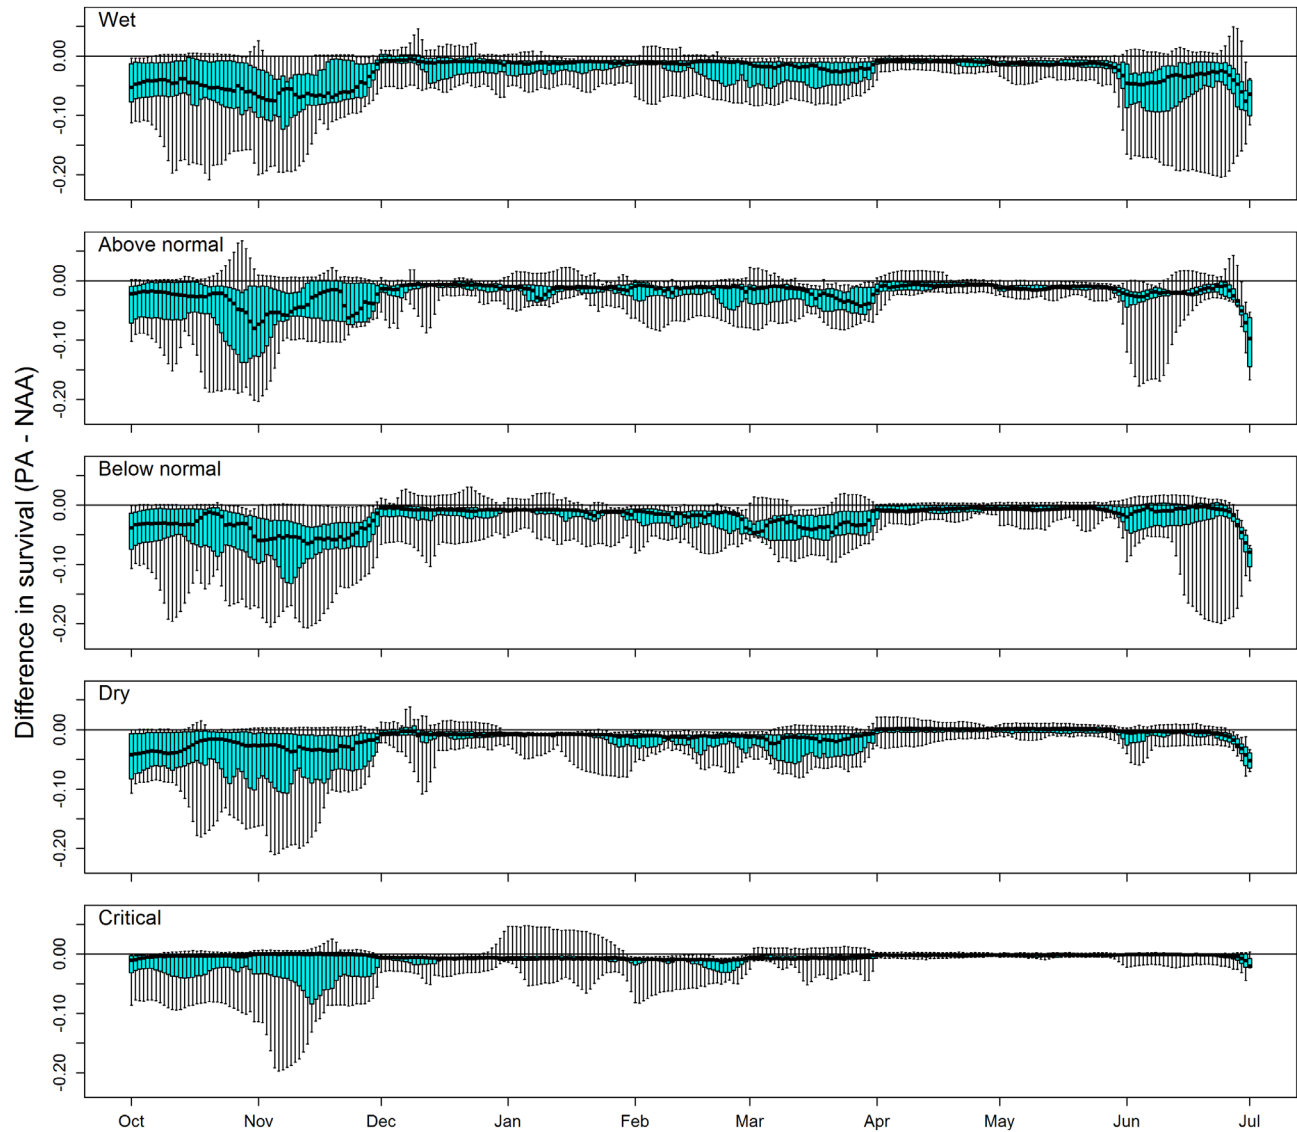 Difference in survival (PA - NAA)
Wet
0.00
-0.10
-0.20
Above normal
0.00
-0.10
-0.20
Below normal
0.00
-0.10
-0.20
Dry
0.00
-0.10
-0.20
Critical
0.00
-0.10
-0.20
Oct Nov Dec Jan Feb Mar Apr May Jun Jul